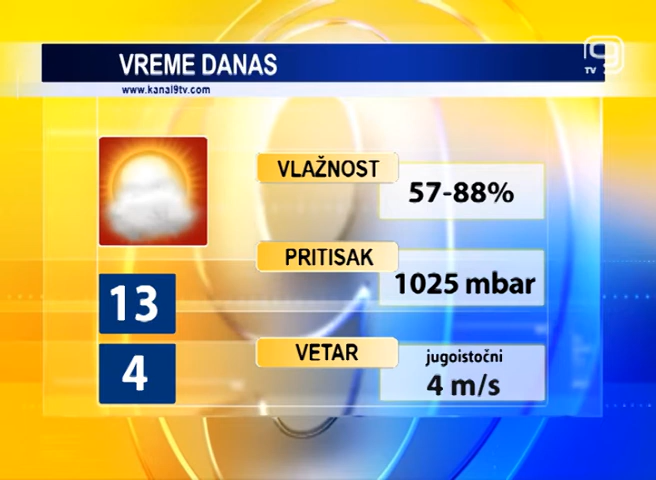 VREME DANAS
www.kanal9tv.com
9
TV
VLAŽNOST
57-88%
PRITISAK
1025 mbar
13
VETAR
jugoistočni
4 m/s
4